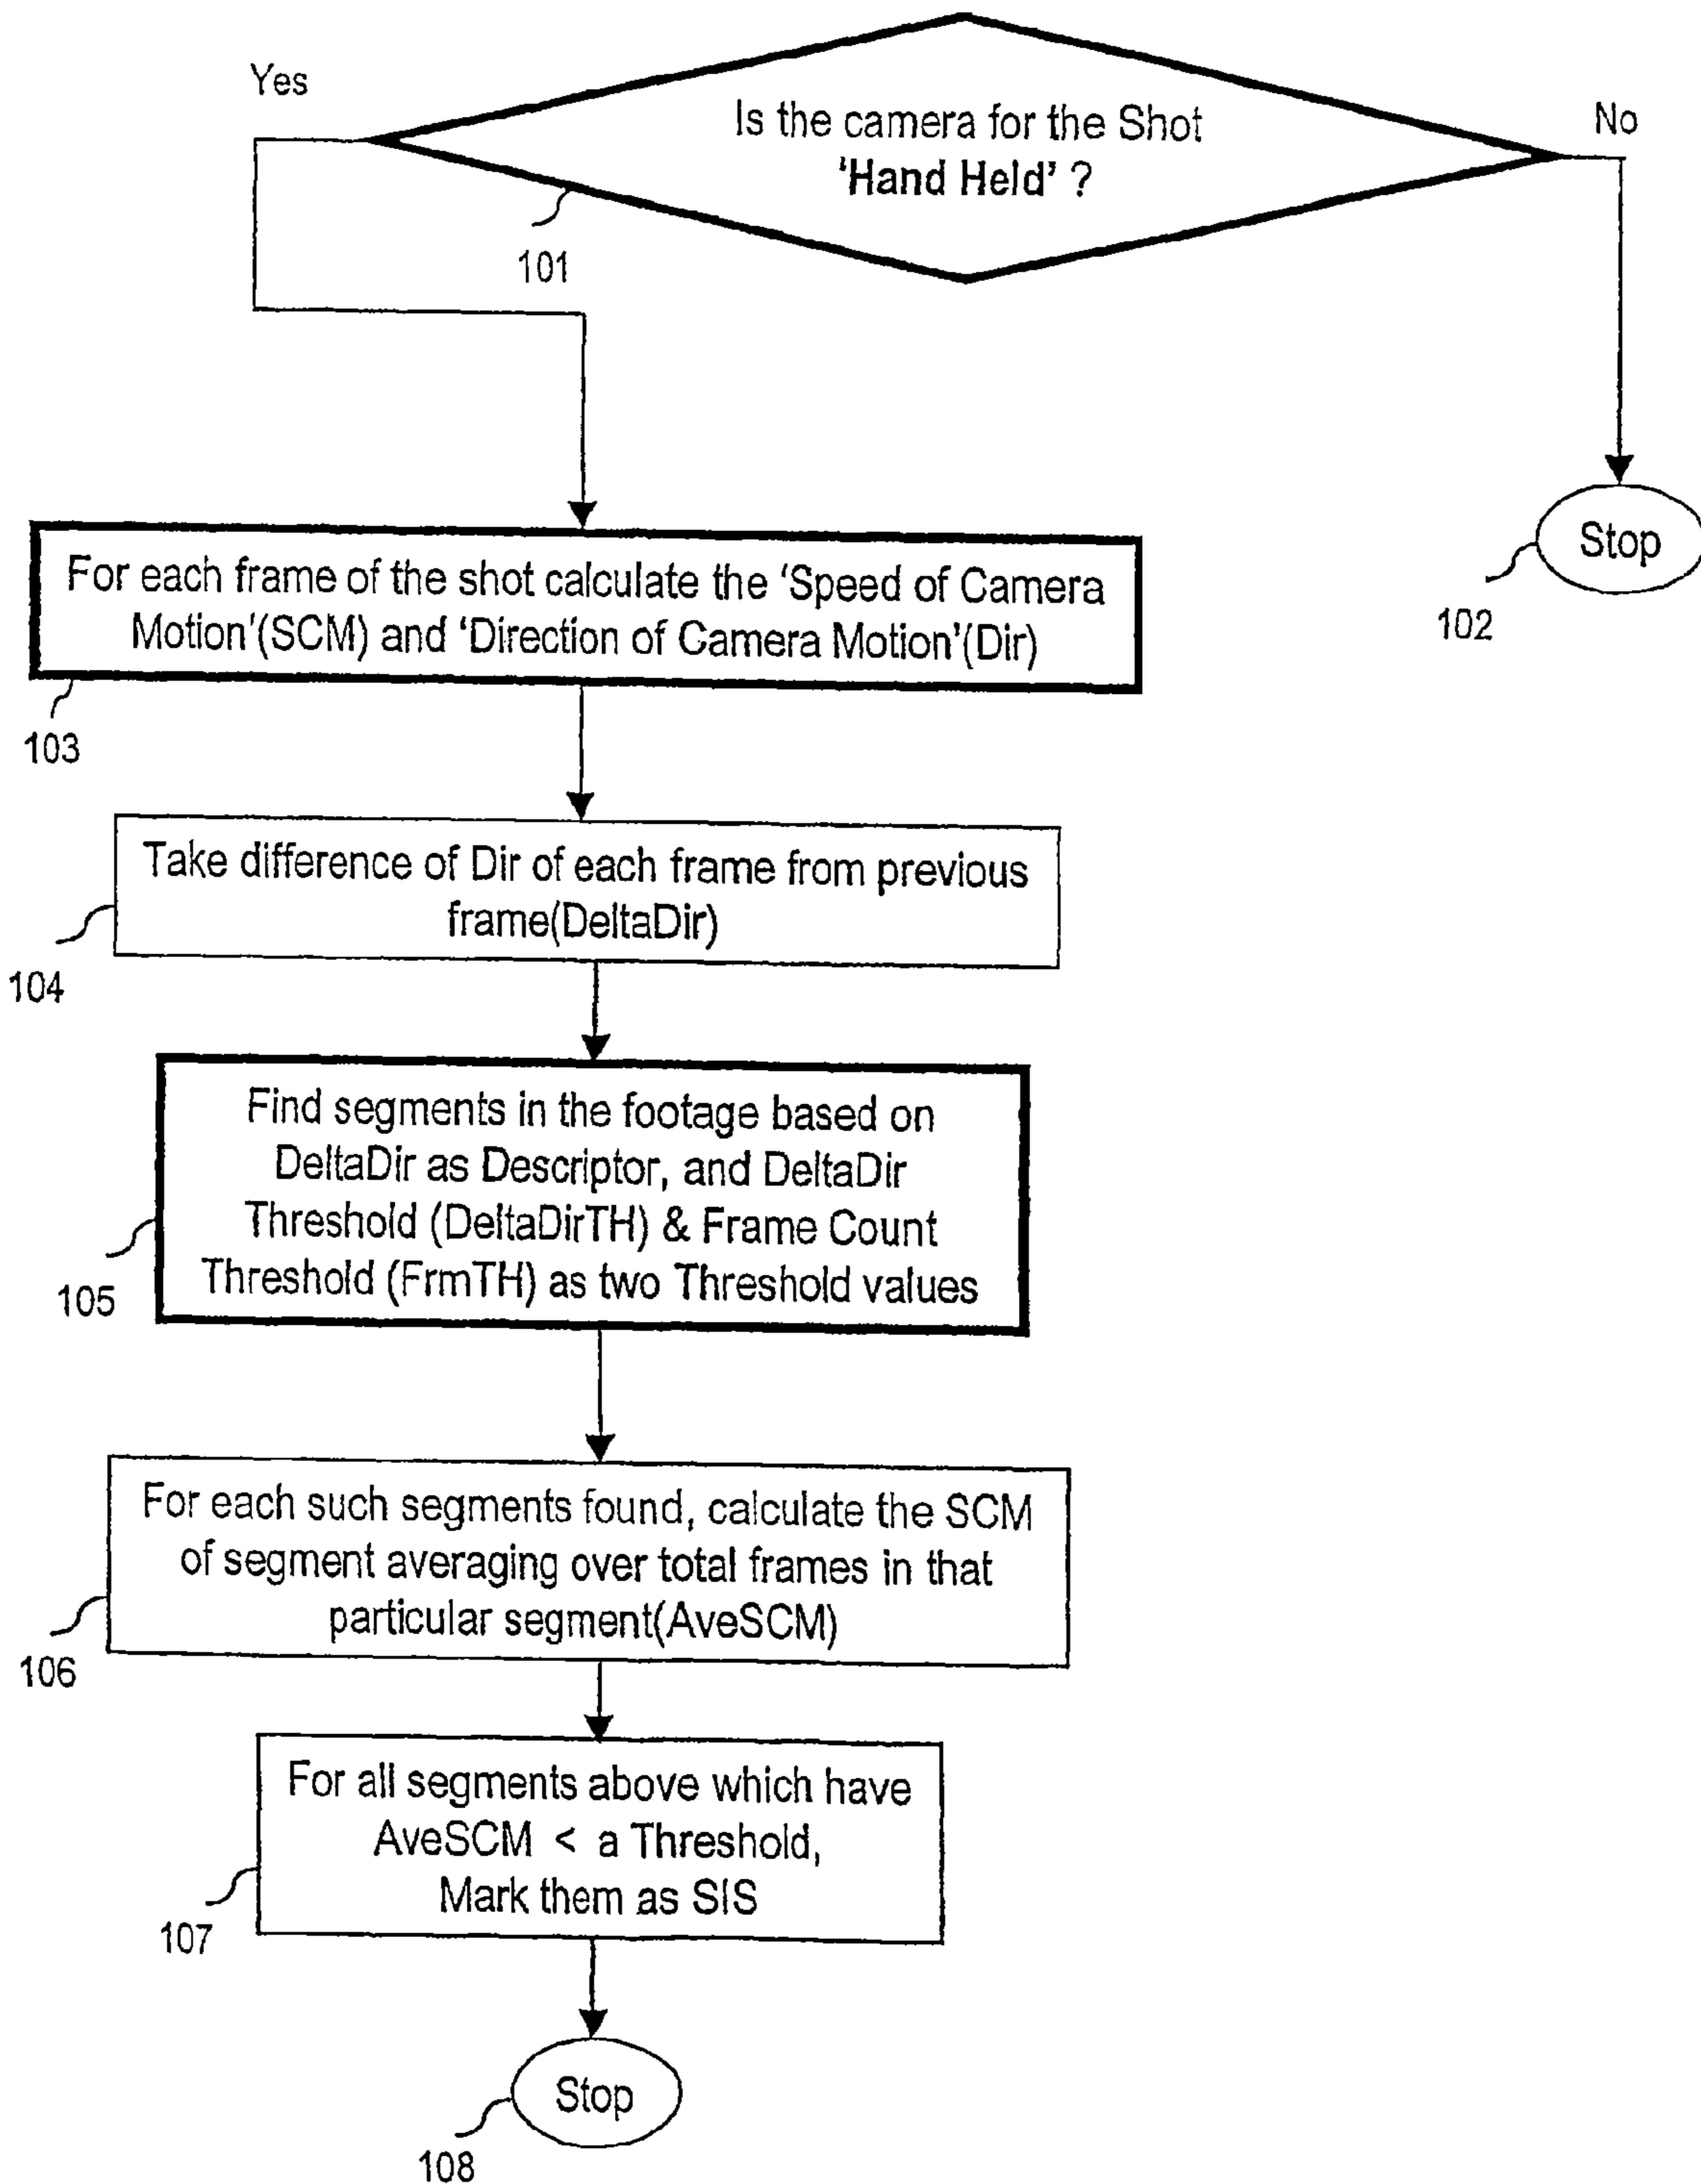 Yes
Is the camera for the Shot
‘Hand Held’ ?
No
101
Stop
102
For each frame of the shot calculate the ‘Speed of Camera
Motion’(SCM) and ‘Direction of Camera Motion’(Dir)
103
Take difference of Dir of each frame from previous
frame(DeltaDir)
104
Find segments in the footage based on
DeltaDir as Descriptor, and DeltaDir
Threshold (DeltaDirTH) & Frame Count
Threshold (FrmTH) as two Threshold values
105
For each such segments found, calculate the SCM
of segment averaging over total frames in that
particular segment(AveSCM)
106
For all segments above which have
AveSCM < a Threshold,
Mark them as SIS
107
Stop
108